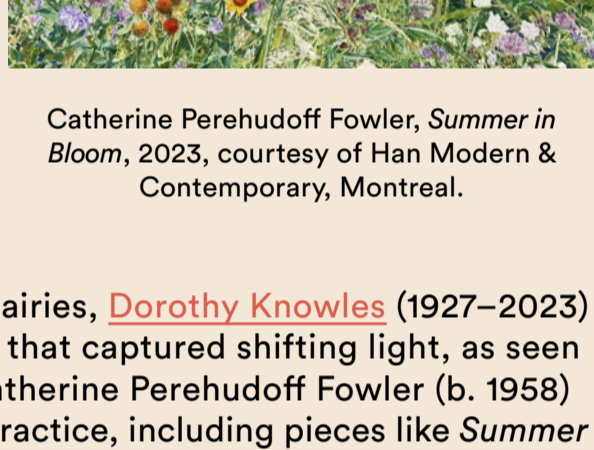 Catherine Perehudoff Fowler, Summer in
Bloom, 2023, courtesy of Han Modern &
Contemporary, Montreal.
airies, Dorothy Knowles (1927–2023)
that captured shifting light, as seen
atherine Perehudoff Fowler (b. 1958)
ractice, including pieces like Summer